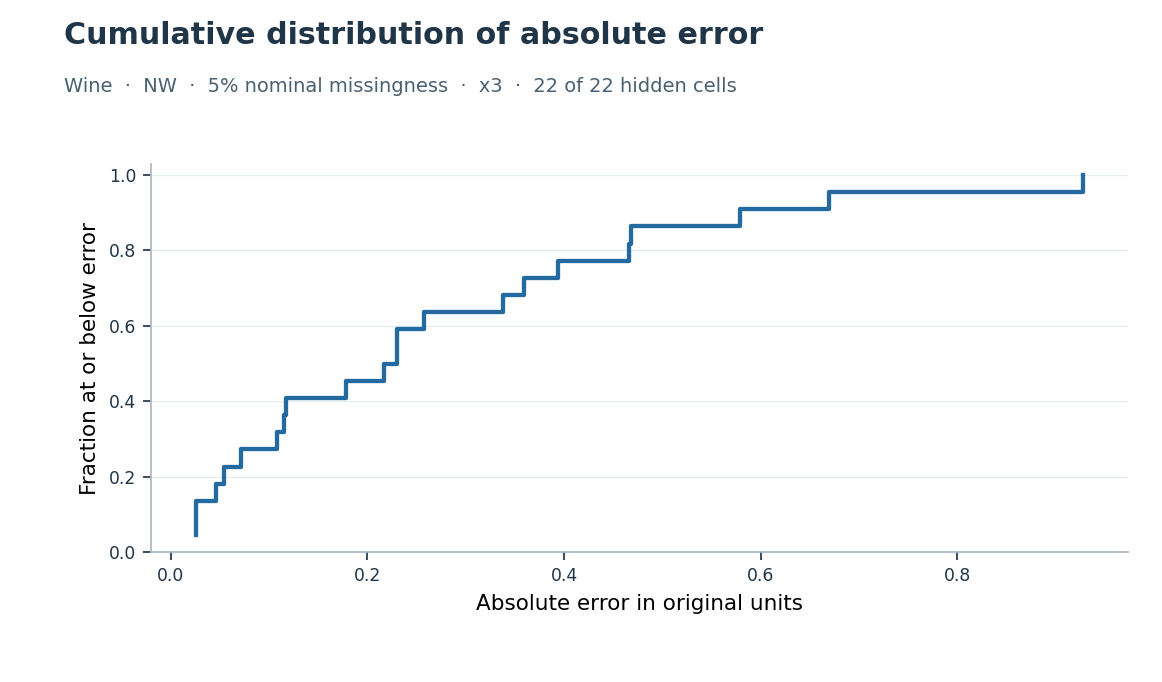 Cumulative distribution of absolute error
Wine · NW · 5% nominal missingness · x3 · 22 of 22 hidden cells
1.0
0.8
0.6
0.4
0.2
0.0
Fraction at or below error
0.0 0.2 0.4 0.6 0.8
Absolute error in original units